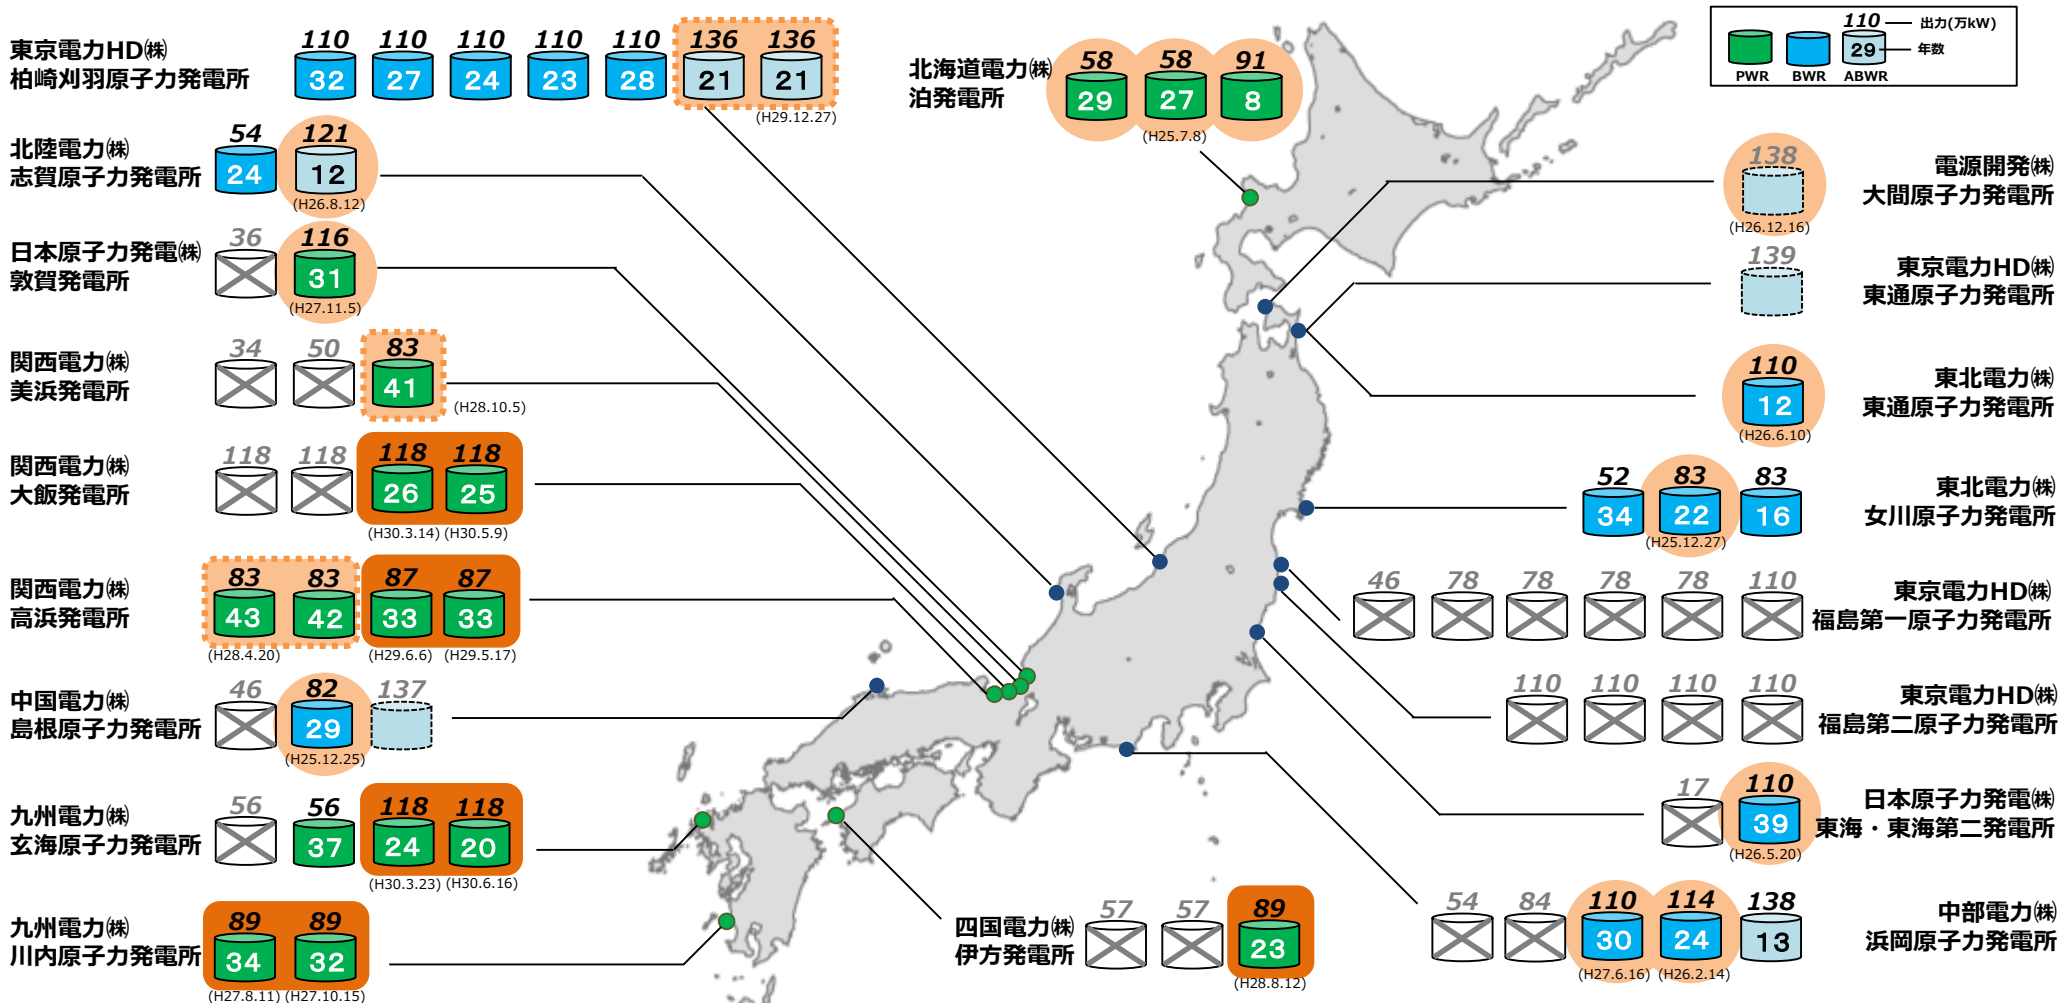 110 出力(万kW)
29 年数
PWR BWR ABWR
東京電力HD㈱
柏崎刈羽原子力発電所
110 110 110 110 110 136 136
32 27 24 23 28 21 21
(H29.12.27)
北陸電力㈱
志賀原子力発電所
54 121
24 12
(H26.8.12)
日本原子力発電㈱
敦賀発電所
36 116
31
(H27.11.5)
関西電力㈱
美浜発電所
34 50 83
41
(H28.10.5)
関西電力㈱
大飯発電所
118 118 118 118
26 25
(H30.3.14) (H30.5.9)
関西電力㈱
高浜発電所
83 83 87 87
43 42 33 33
(H28.4.20) (H29.6.6) (H29.5.17)
中国電力㈱
島根原子力発電所
46 82 137
29
(H25.12.25)
九州電力㈱
玄海原子力発電所
56 56 118 118
37 24 20
(H30.3.23) (H30.6.16)
九州電力㈱
川内原子力発電所
89 89
34 32
(H27.8.11) (H27.10.15)
北海道電力㈱
泊発電所
58 58 91
29 27 8
(H25.7.8)
電源開発㈱
大間原子力発電所
138
(H26.12.16)
東京電力HD㈱
東通原子力発電所
139
東北電力㈱
東通原子力発電所
110
12
(H26.6.10)
東北電力㈱
女川原子力発電所
52 83 83
34 22 16
(H25.12.27)
東京電力HD㈱
福島第一原子力発電所
46 78 78 78 78 110
東京電力HD㈱
福島第二原子力発電所
110 110 110 110
日本原子力発電㈱
東海・東海第二発電所
17 110
39
(H26.5.20)
中部電力㈱
浜岡原子力発電所
54 84 110 114 138
30 24 13
(H27.6.16) (H26.2.14)
四国電力㈱
伊方発電所
57 57 89
23
(H28.8.12)